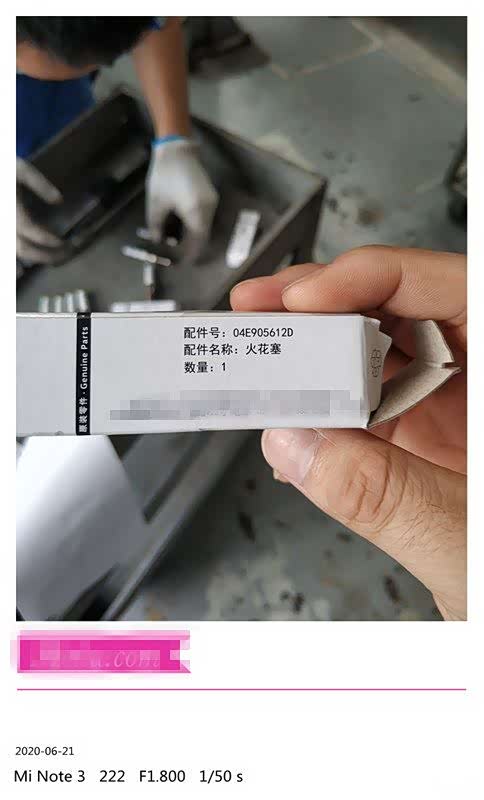 配件号：04E905612D
配件名称：火花塞
数量：1
原装零件·Genuine Parts
2020-06-21
Mi Note 3 222 F1.800 1/50 s